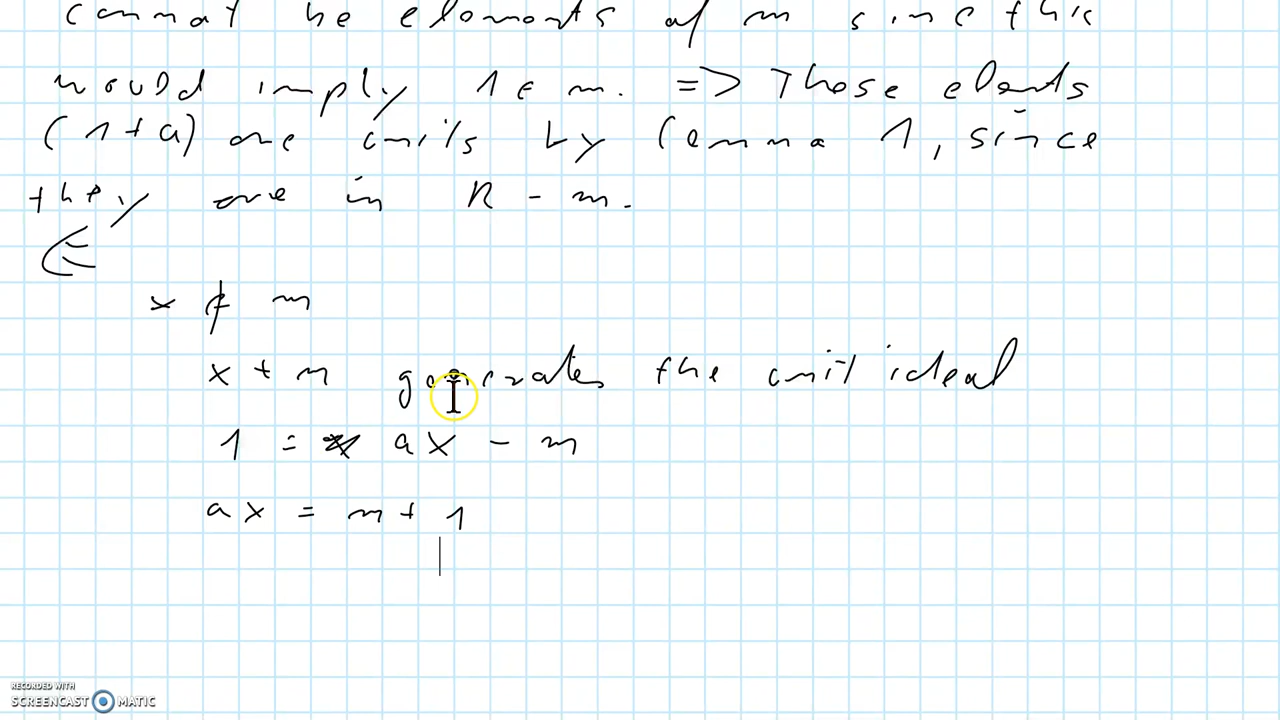 cannot be elements of m since this
would imply 1 ∈ m. => Those elents
(1 + a) are units by Lemma 1, since
they are in R - m.
⇐
x ∉ m
x + m generates the unit ideal
1 = ax - m
ax = m + 1
RECORDED WITH
SCREENCAST MATIC